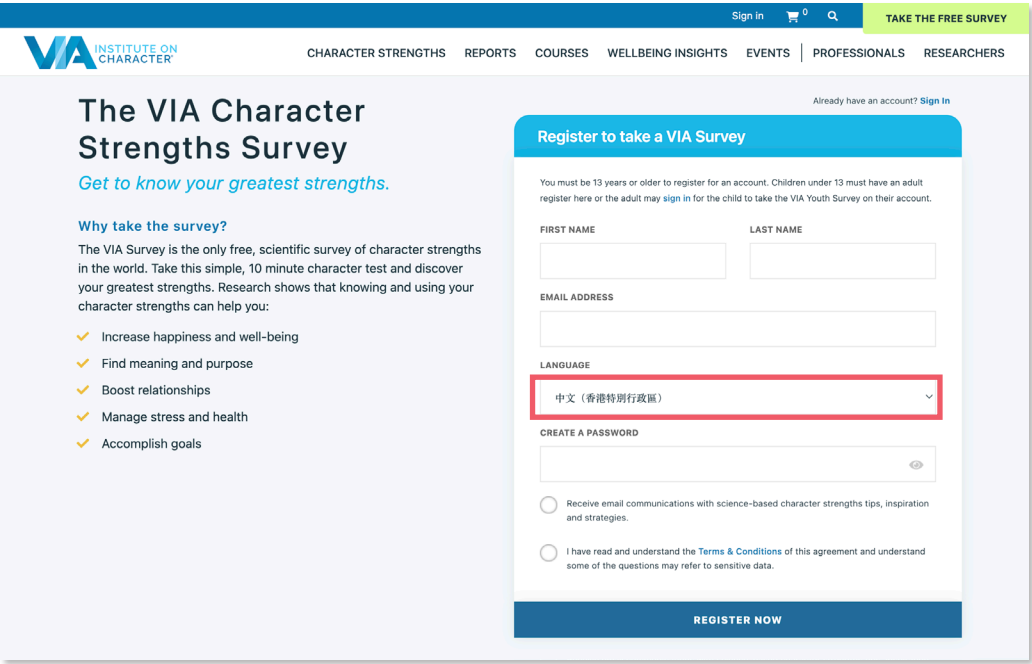 Sign in
0
TAKE THE FREE SURVEY
VIA INSTITUTE ON
CHARACTER®
CHARACTER STRENGTHS REPORTS COURSES WELLBEING INSIGHTS EVENTS PROFESSIONALS RESEARCHERS
The VIA Character
Strengths Survey
Get to know your greatest strengths.
Why take the survey?
The VIA Survey is the only free, scientific survey of character strengths
in the world. Take this simple, 10 minute character test and discover
your greatest strengths. Research shows that knowing and using your
character strengths can help you:
Increase happiness and well-being
Find meaning and purpose
Boost relationships
Manage stress and health
Accomplish goals
Already have an account? Sign In
Register to take a VIA Survey
You must be 13 years or older to register for an account. Children under 13 must have an adult
register here or the adult may sign in for the child to take the VIA Youth Survey on their account.
FIRST NAME
LAST NAME
EMAIL ADDRESS
LANGUAGE
中文（香港特別行政區）
CREATE A PASSWORD
Receive email communications with science-based character strengths tips, inspiration
and strategies.
I have read and understand the Terms & Conditions of this agreement and understand
some of the questions may refer to sensitive data.
REGISTER NOW